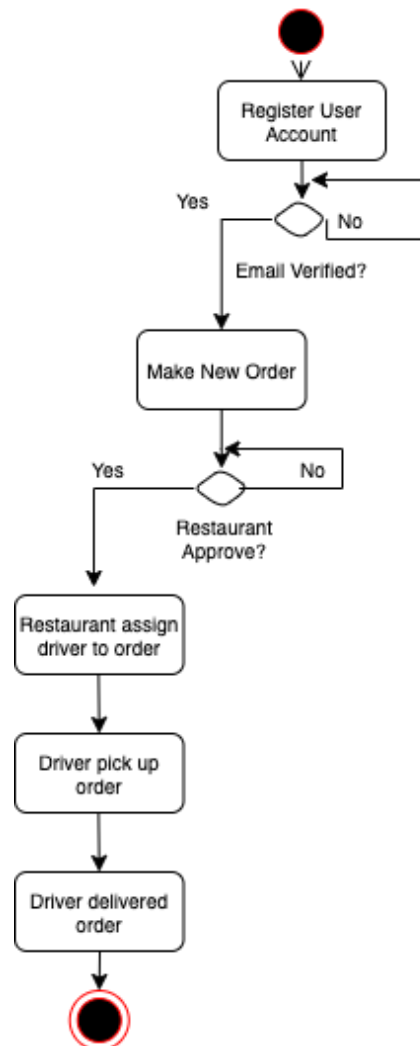 Register User
Account
Yes
No
Email Verified?
Make New Order
Yes
No
Restaurant
Approve?
Restaurant assign
driver to order
Driver pick up
order
Driver delivered
order